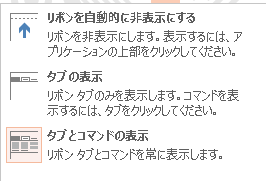 リボンを自動的に非表示にする
リボンを非表示にします。表示するには、ア
プリケーションの上部をクリックしてください。
タブの表示
リボン タブのみを表示します。コマンドを表
示するには、タブをクリックしてください。
タブとコマンドの表示
リボン タブとコマンドを常に表示します。